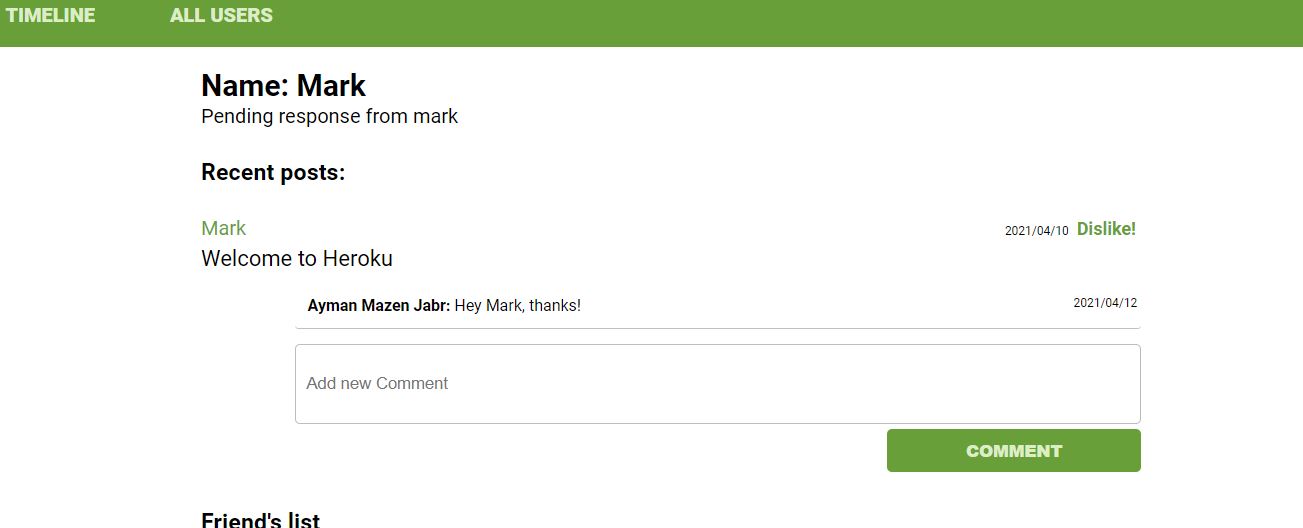 TIMELINE ALL USERS
Name: Mark
Pending response from mark
Recent posts:
Mark 2021/04/10 Dislike!
Welcome to Heroku
Ayman Mazen Jabr: Hey Mark, thanks! 2021/04/12
Add new Comment
COMMENT
Friend's list